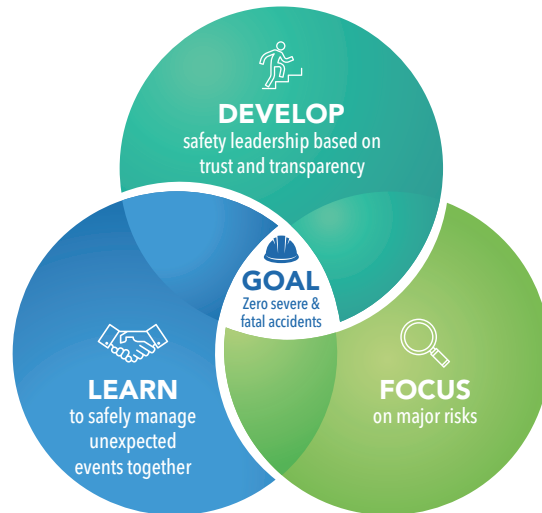 DEVELOP
safety leadership based on
trust and transparency
GOAL
Zero severe &
fatal accidents
LEARN
to safely manage
unexpected
events together
FOCUS
on major risks